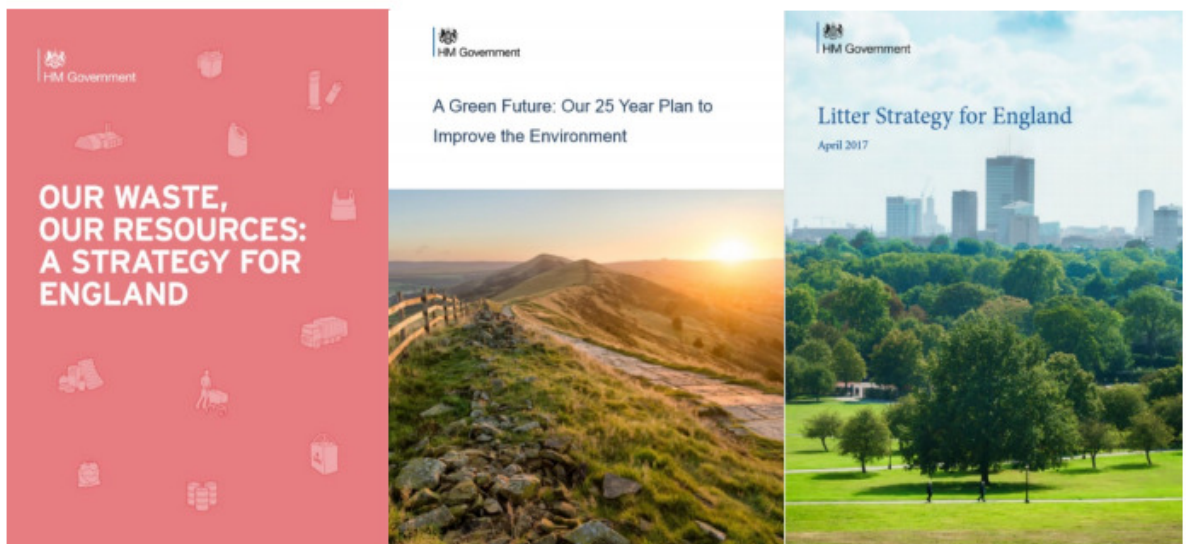 HM Government
OUR WASTE,
OUR RESOURCES:
A STRATEGY FOR
ENGLAND
HM Government
A Green Future: Our 25 Year Plan to
Improve the Environment
HM Government
Litter Strategy for England
April 2017